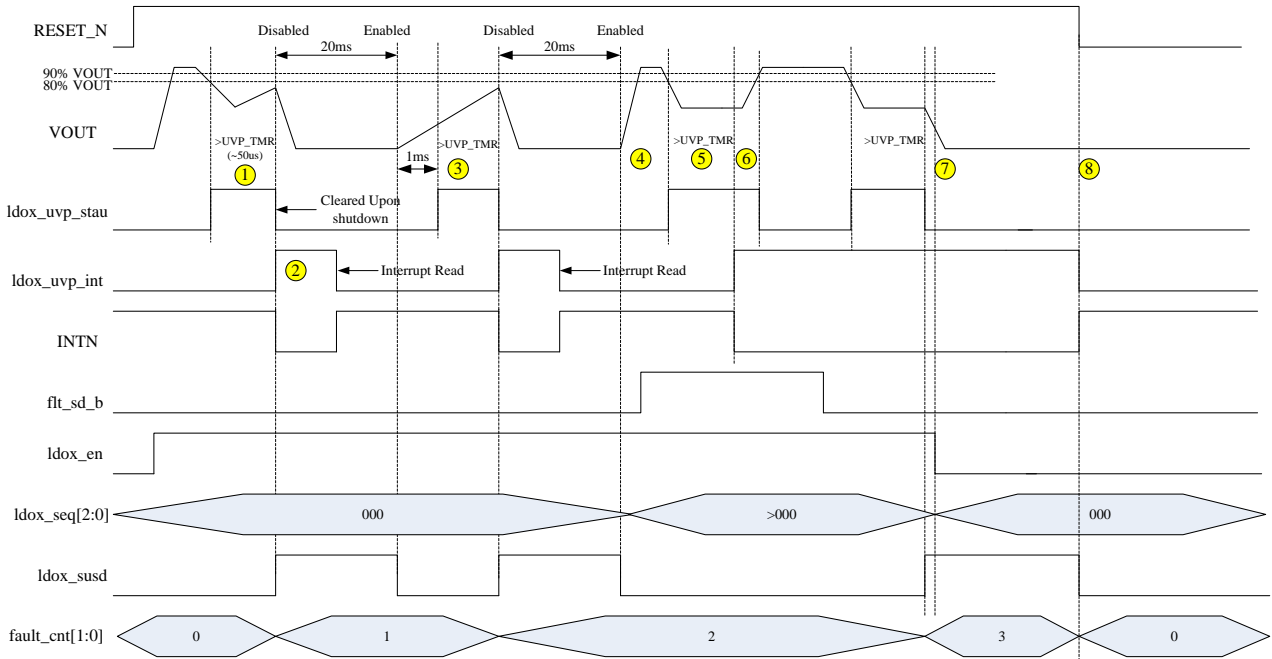 RESET_N
Disabled Enabled Disabled Enabled
20ms 20ms
90% VOUT
80% VOUT
VOUT
>UVP_TMR
(~50us)
1ms
>UVP_TMR
>UVP_TMR
>UVP_TMR
1 3 4 5 6 7 8
ldox_uvp_stau
Cleared Upon
shutdown
ldox_uvp_int
2
Interrupt Read
Interrupt Read
INTN
flt_sd_b
ldox_en
ldox_seq[2:0]
000 >000 000
ldox_susd
fault_cnt[1:0]
0 1 2 3 0